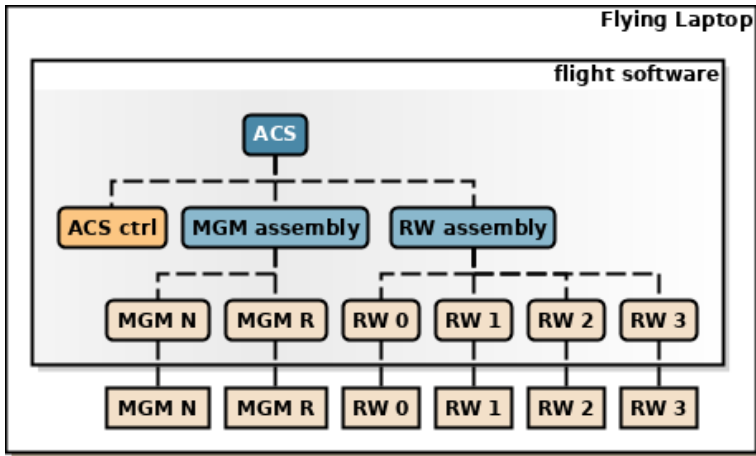 Flying Laptop
flight software
ACS
ACS ctrl MGM assembly RW assembly
MGM N MGM R RW 0 RW 1 RW 2 RW 3
MGM N MGM R RW 0 RW 1 RW 2 RW 3